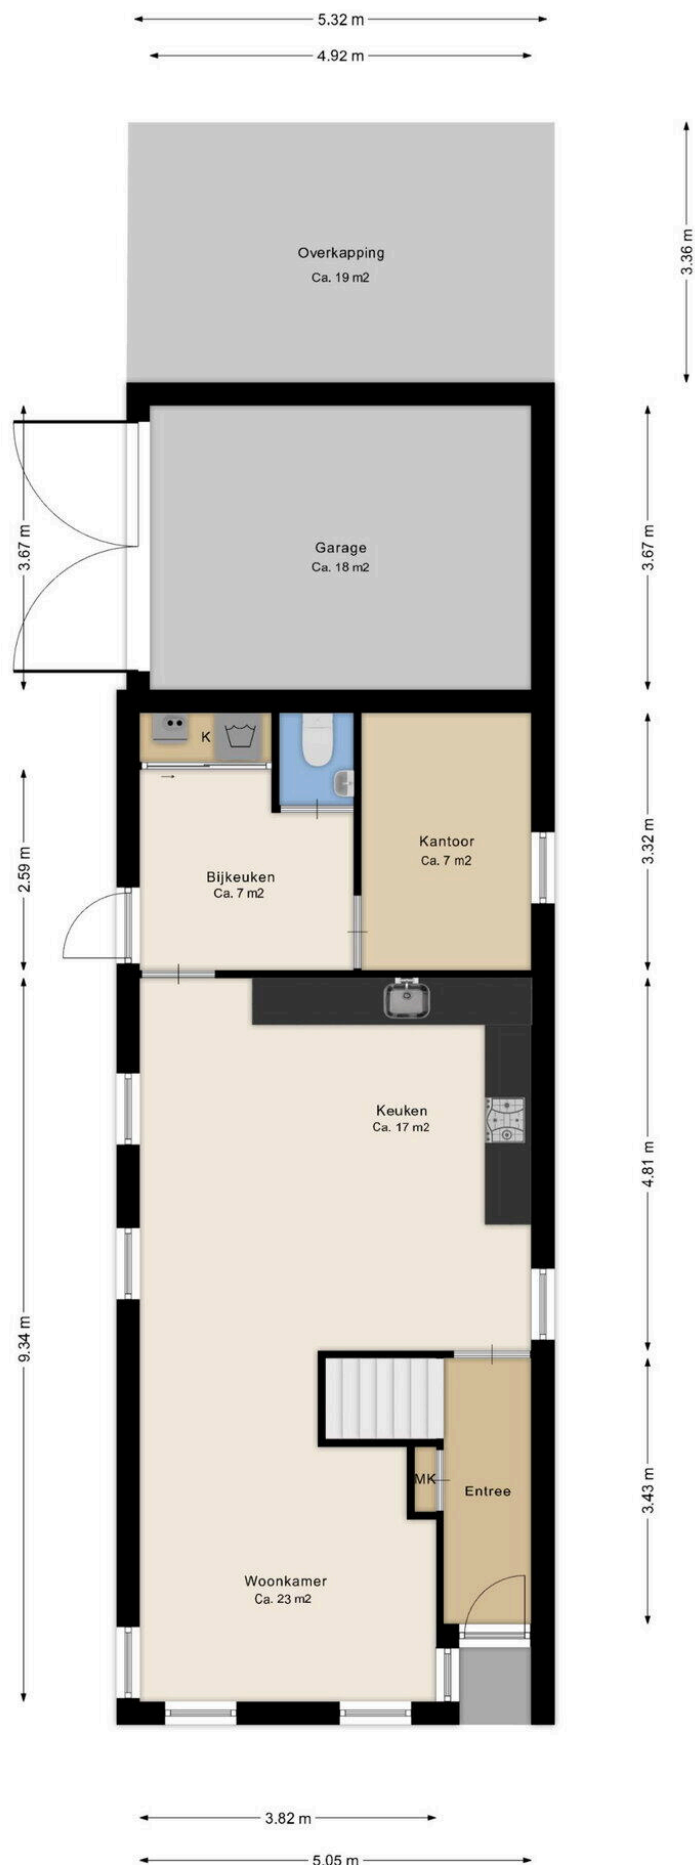 5.32 m
4.92 m
Overkapping
Ca. 19 m2
3.36 m
Garage
Ca. 18 m2
3.67 m
3.67 m
K
Kantoor
Ca. 7 m2
Bijkeuken
Ca. 7 m2
2.59 m
3.32 m
Keuken
Ca. 17 m2
4.81 m
9.34 m
MK
Entree
3.43 m
Woonkamer
Ca. 23 m2
3.82 m
5.05 m